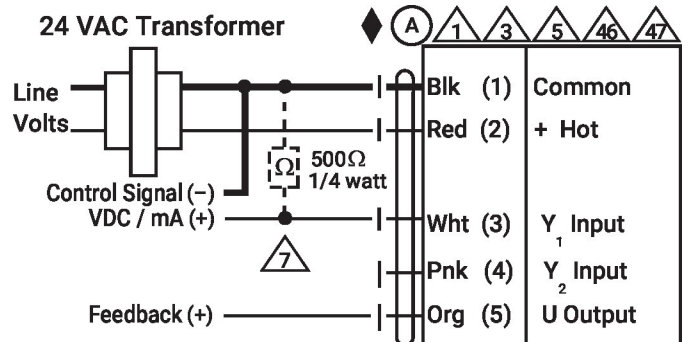 24 VAC Transformer
A 1 3 5 46 47
Line
Volts
Blk (1) Common
Red (2) + Hot
Ω 500Ω
1/4 watt
Control Signal (−)
VDC / mA (+)
7
Wht (3) Y1 Input
Pnk (4) Y2 Input
Feedback (+)
Org (5) U Output